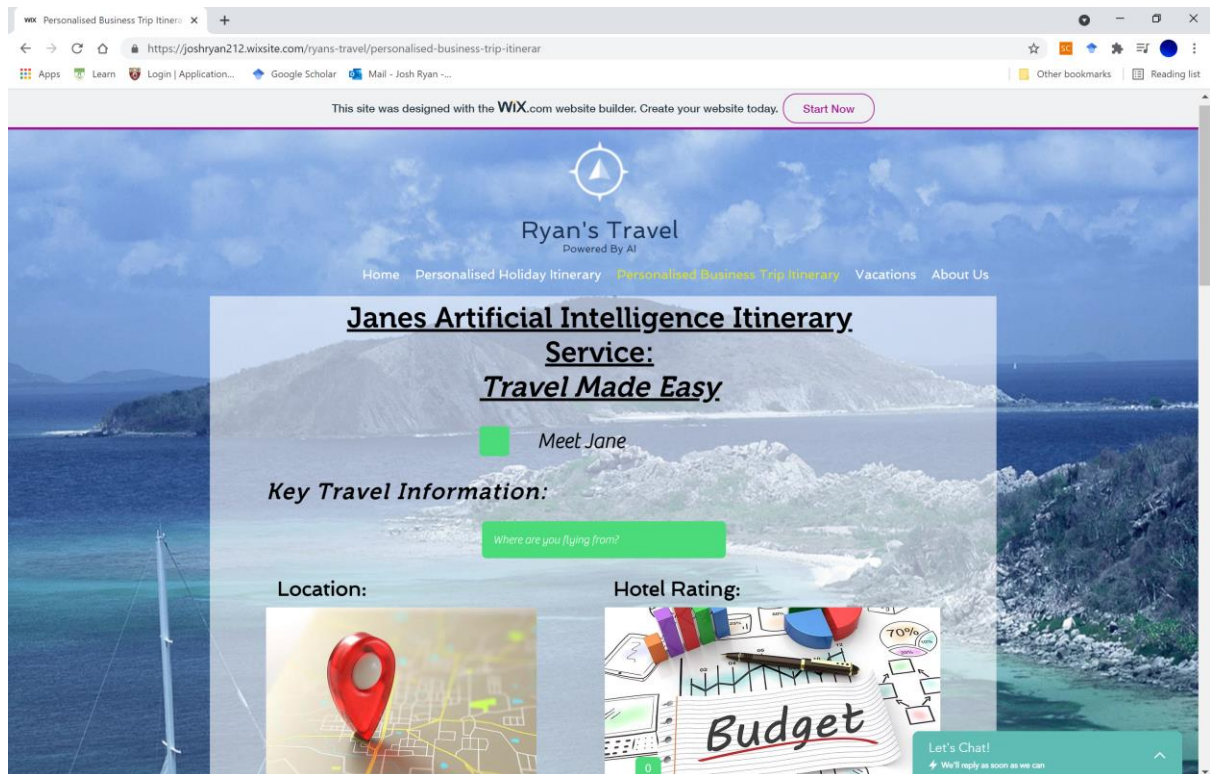 WiX Personalised Business Trip Itinera
https://joshryan212.wixsite.com/ryans-travel/personalised-business-trip-itinerar
SC
Apps Learn Login | Application... Google Scholar Mail - Josh Ryan -... Other bookmarks Reading list
This site was designed with the WiX.com website builder. Create your website today. Start Now
Ryan's Travel
Powered By AI
Home Personalised Holiday Itinerary Personalised Business Trip Itinerary Vacations About Us
Janes Artificial Intelligence Itinerary
Service:
Travel Made Easy
Meet Jane
Key Travel Information:
Where are you flying from?
Location: Hotel Rating:
70%
Budget
0
Let's Chat!
We'll reply as soon as we can